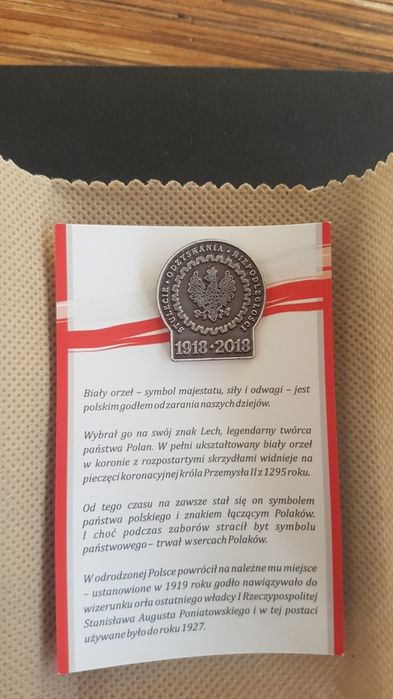 STULECIE • ODZYSKANIA • NIEPODLEGŁOŚCI
1918•2018
Biały orzeł – symbol majestatu, siły i odwagi – jest
polskim godłem od zarania naszych dziejów.
Wybrał go na swój znak Lech, legendarny twórca
państwa Polan. W pełni ukształtowany biały orzeł
w koronie z rozpostartymi skrzydłami widnieje na
pieczęci koronacyjnej króla Przemysła II z 1295 roku.
Od tego czasu na zawsze stał się on symbolem
państwa polskiego i znakiem łączącym Polaków.
I choć podczas zaborów stracił byt symbolu
państwowego – trwał w sercach Polaków.
W odrodzonej Polsce powrócił na należne mu miejsce
– ustanowione w 1919 roku godło nawiązywało do
wizerunku orła ostatniego władcy I Rzeczypospolitej
Stanisława Augusta Poniatowskiego i w tej postaci
używane było do roku 1927.